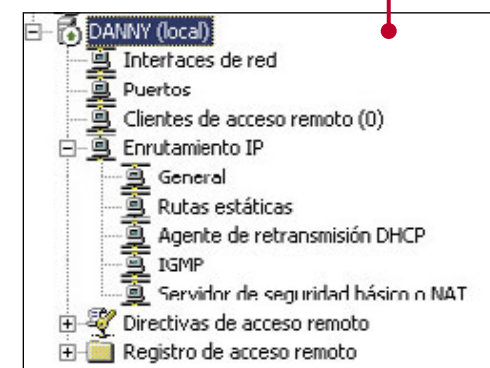 DANNY (local)
Interfaces de red
Puertos
Clientes de acceso remoto (0)
Enrutamiento IP
General
Rutas estáticas
Agente de retransmisión DHCP
IGMP
Servidor de seguridad básico o NAT
Directivas de acceso remoto
Registro de acceso remoto